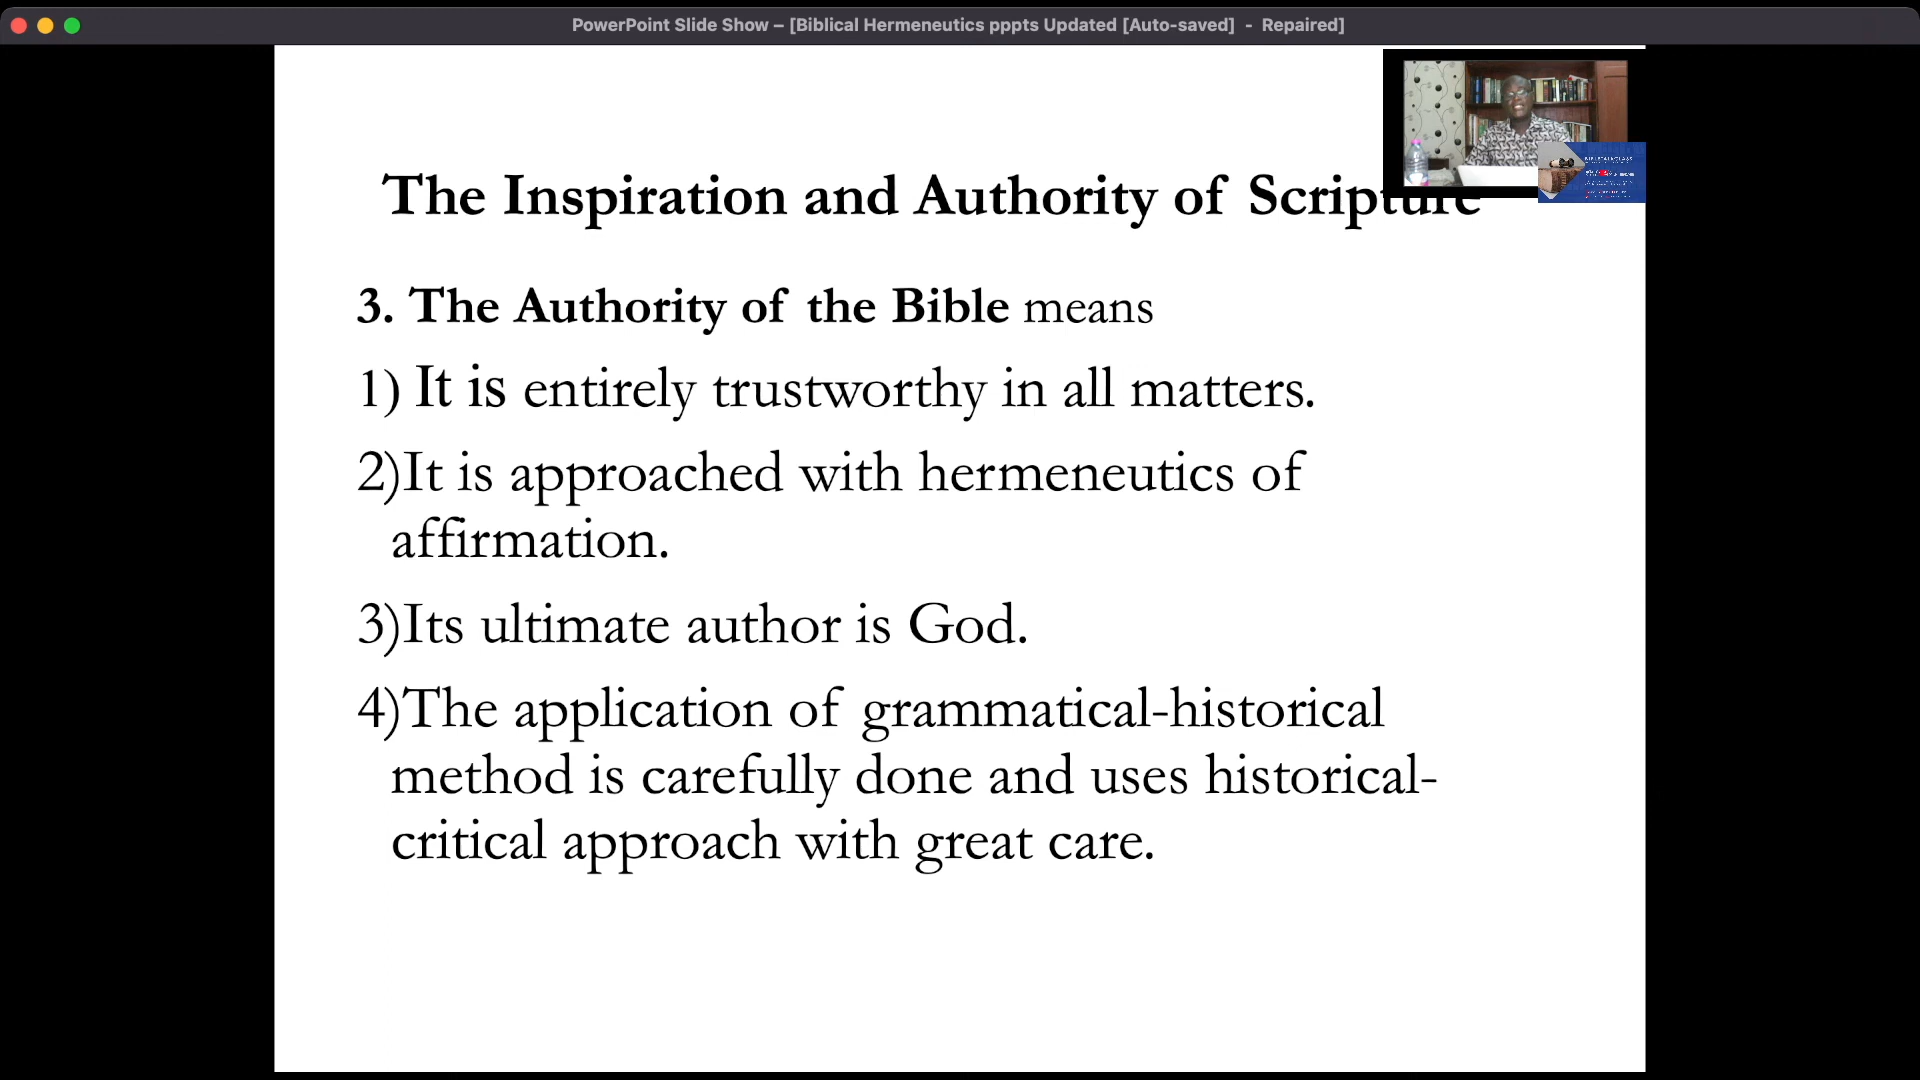 PowerPoint Slide Show – [Biblical Hermeneutics pppts Updated [Auto-saved]  -  Repaired]
The Inspiration and Authority of Scripture
3. The Authority of the Bible means
1) It is entirely trustworthy in all matters.
2)It is approached with hermeneutics of
affirmation.
3)Its ultimate author is God.
4)The application of grammatical-historical
method is carefully done and uses historical-
critical approach with great care.